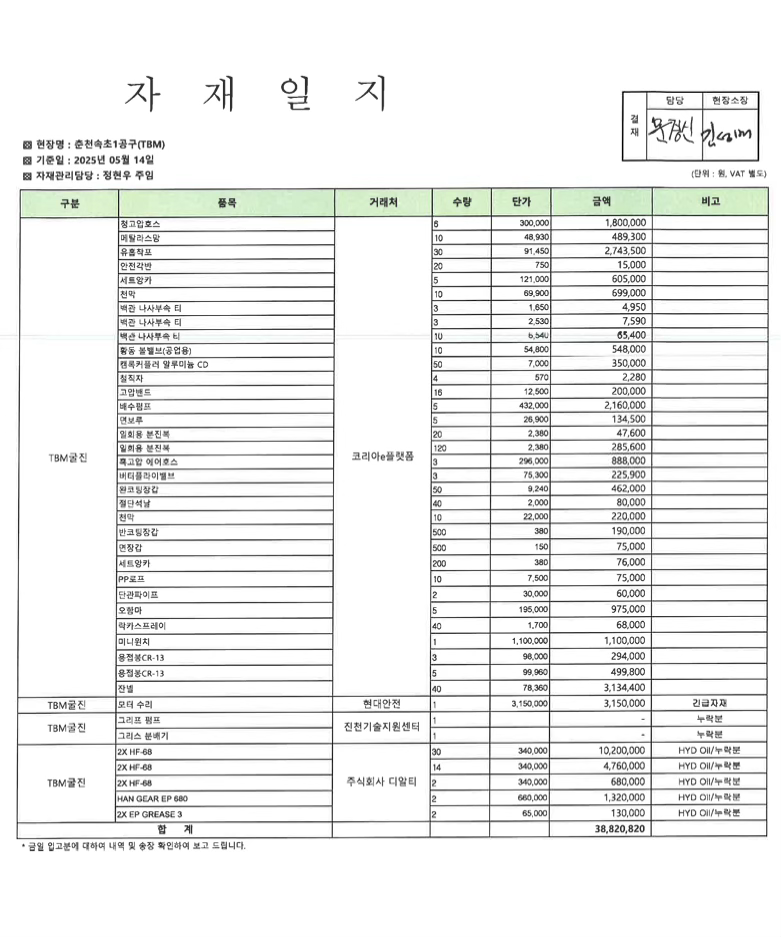 자 재 일 지
결재 담당 현장소장
문경신
▩ 현장명 : 춘천속초1공구(TBM)
▩ 기준일 : 2025년 05월 14일
▩ 자재관리담당 : 정현우 주임
(단위 : 원, VAT 별도)
구분 품목 거래처 수량 단가 금액 비고
청고압호스 6 300,000 1,800,000
메탈라스망 10 48,930 489,300
유흡착포 30 91,450 2,743,500
안전각반 20 750 15,000
세트앙카 5 121,000 605,000
천막 10 69,900 699,000
백관 나사부속 티 3 1,650 4,950
백관 나사부속 티 3 2,530 7,590
백관 나사부속 티 10 6,540 65,400
황동 볼밸브(공업용) 10 54,800 548,000
캠록커플러 알루미늄 CD 50 7,000 350,000
철직자 4 570 2,280
고압밴드 16 12,500 200,000
배수펌프 5 432,000 2,160,000
면보루 5 26,900 134,500
일회용 분진복 20 2,380 47,600
일회용 분진복 120 2,380 285,600
TBM굴진 흑고압 에어호스 코리아e플랫폼 3 296,000 888,000
버터플라이밸브 3 75,300 225,900
완코팅장갑 50 9,240 462,000
절단석날 40 2,000 80,000
천막 10 22,000 220,000
반코팅장갑 500 380 190,000
면장갑 500 150 75,000
세트앙카 200 380 76,000
PP로프 10 7,500 75,000
단관파이프 2 30,000 60,000
오함마 5 195,000 975,000
락카스프레이 40 1,700 68,000
미니윈치 1 1,100,000 1,100,000
용접봉CR-13 3 98,000 294,000
용접봉CR-13 5 99,960 499,800
잔넬 40 78,360 3,134,400
TBM굴진 모터 수리 현대안전 1 3,150,000 3,150,000 긴급자재
TBM굴진 그리프 펌프 진천기술지원센터 1 - 누락분
그리스 분배기 1 - 누락분
2X HF-68 30 340,000 10,200,000 HYD Oil/누락분
2X HF-68 14 340,000 4,760,000 HYD Oil/누락분
TBM굴진 2X HF-68 주식회사 디알티 2 340,000 680,000 HYD Oil/누락분
HAN GEAR EP 680 2 660,000 1,320,000 HYD Oil/누락분
2X EP GREASE 3 2 65,000 130,000 HYD Oil/누락분
합 계 38,820,820
* 금일 입고분에 대하여 내역 및 송장 확인하여 보고 드립니다.